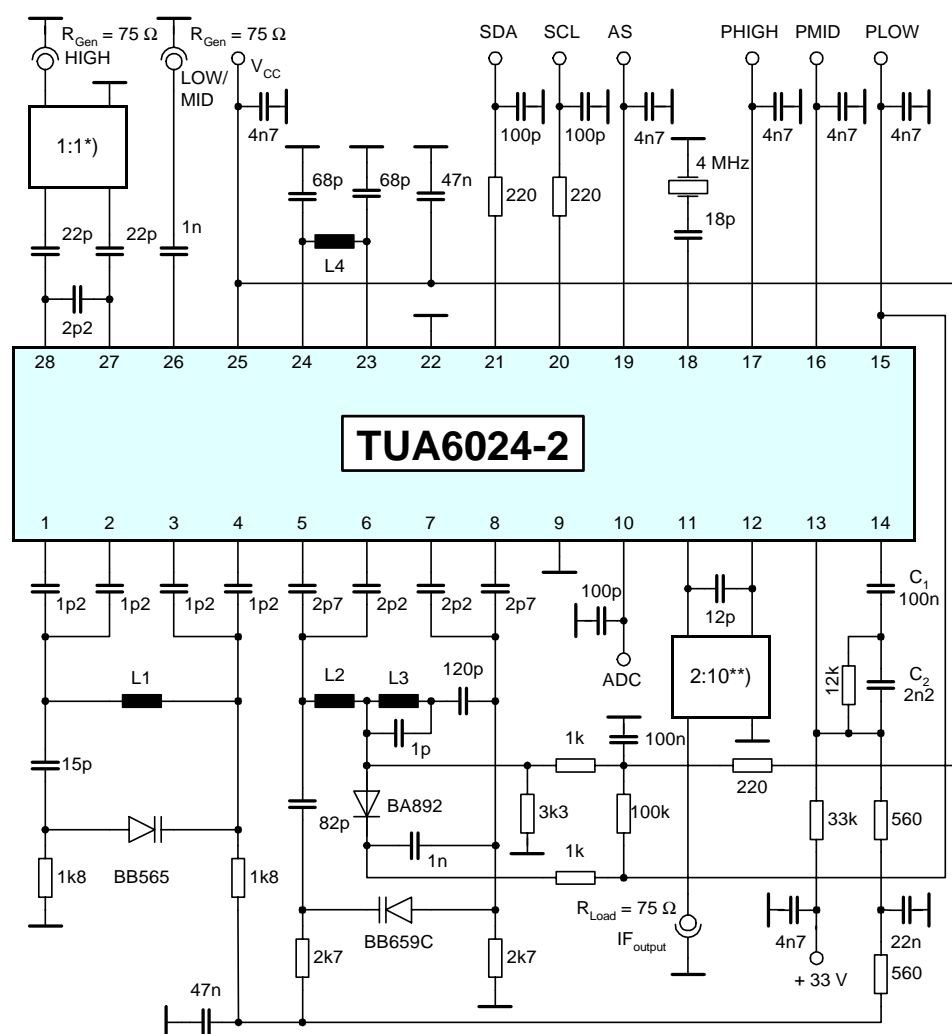 R_Gen = 75 Ω
HIGH
R_Gen = 75 Ω
LOW/
MID
V_CC
4n7
SDA
SCL
AS
PHIGH
PMID
PLOW
100p
100p
4n7
4n7
4n7
4n7
1:1*)
68p
68p
47n
220
220
4 MHz
18p
22p
22p
1n
L4
2p2
28 27 26 25 24 23 22 21 20 19 18 17 16 15
TUA6024-2
1 2 3 4 5 6 7 8 9 10 11 12 13 14
1p2
1p2
1p2
1p2
2p7
2p2
2p2
2p7
100p
12p
C1
100n
L1
L2
L3
120p
ADC
2:10**)
12k
C2
2n2
1p
15p
1k
100n
220
BA892
82p
3k3
100k
33k
560
1n
1k
1k8
BB565
1k8
BB659C
R_Load = 75 Ω
IF_output
4n7
22n
2k7
2k7
+ 33 V
560
47n